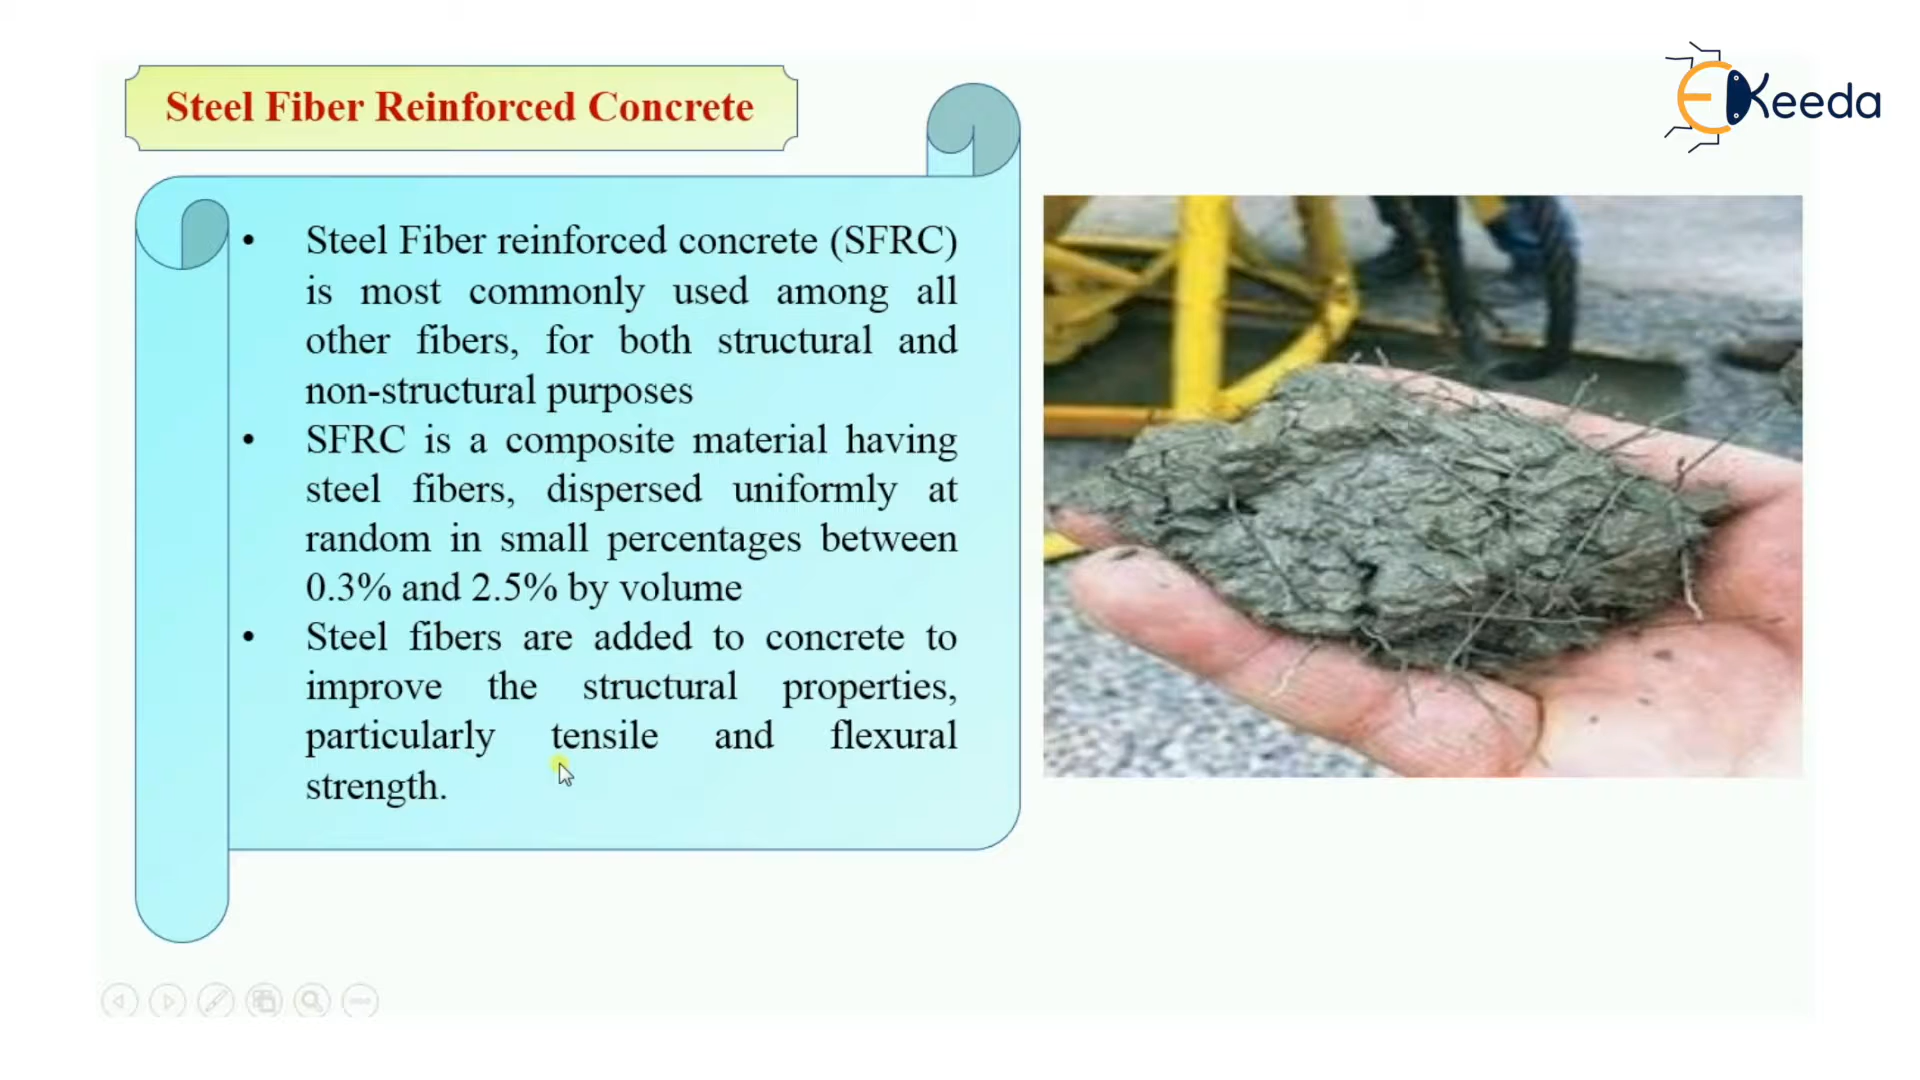 Steel Fiber Reinforced Concrete
EKeeda
• Steel Fiber reinforced concrete (SFRC)
is most commonly used among all
other fibers, for both structural and
non-structural purposes
• SFRC is a composite material having
steel fibers, dispersed uniformly at
random in small percentages between
0.3% and 2.5% by volume
• Steel fibers are added to concrete to
improve the structural properties,
particularly tensile and flexural
strength.